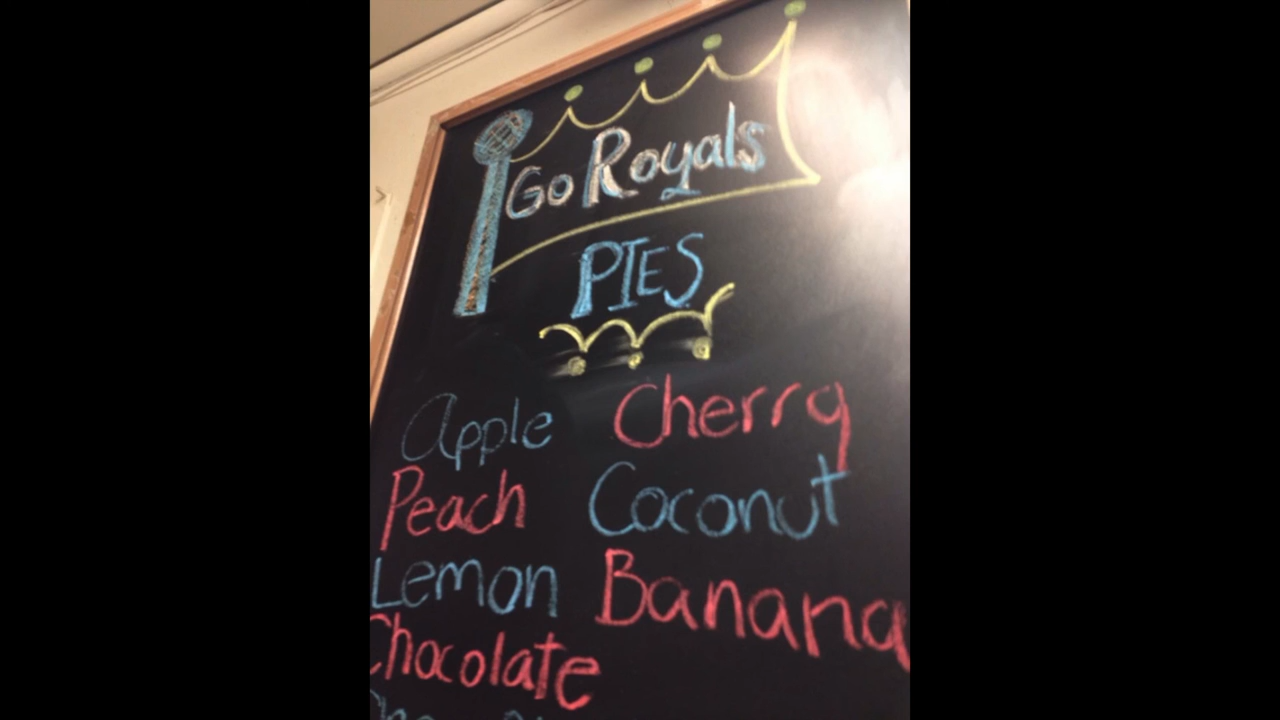 Go Royals
PIES
Apple Cherry
Peach Coconut
Lemon Banana
Chocolate